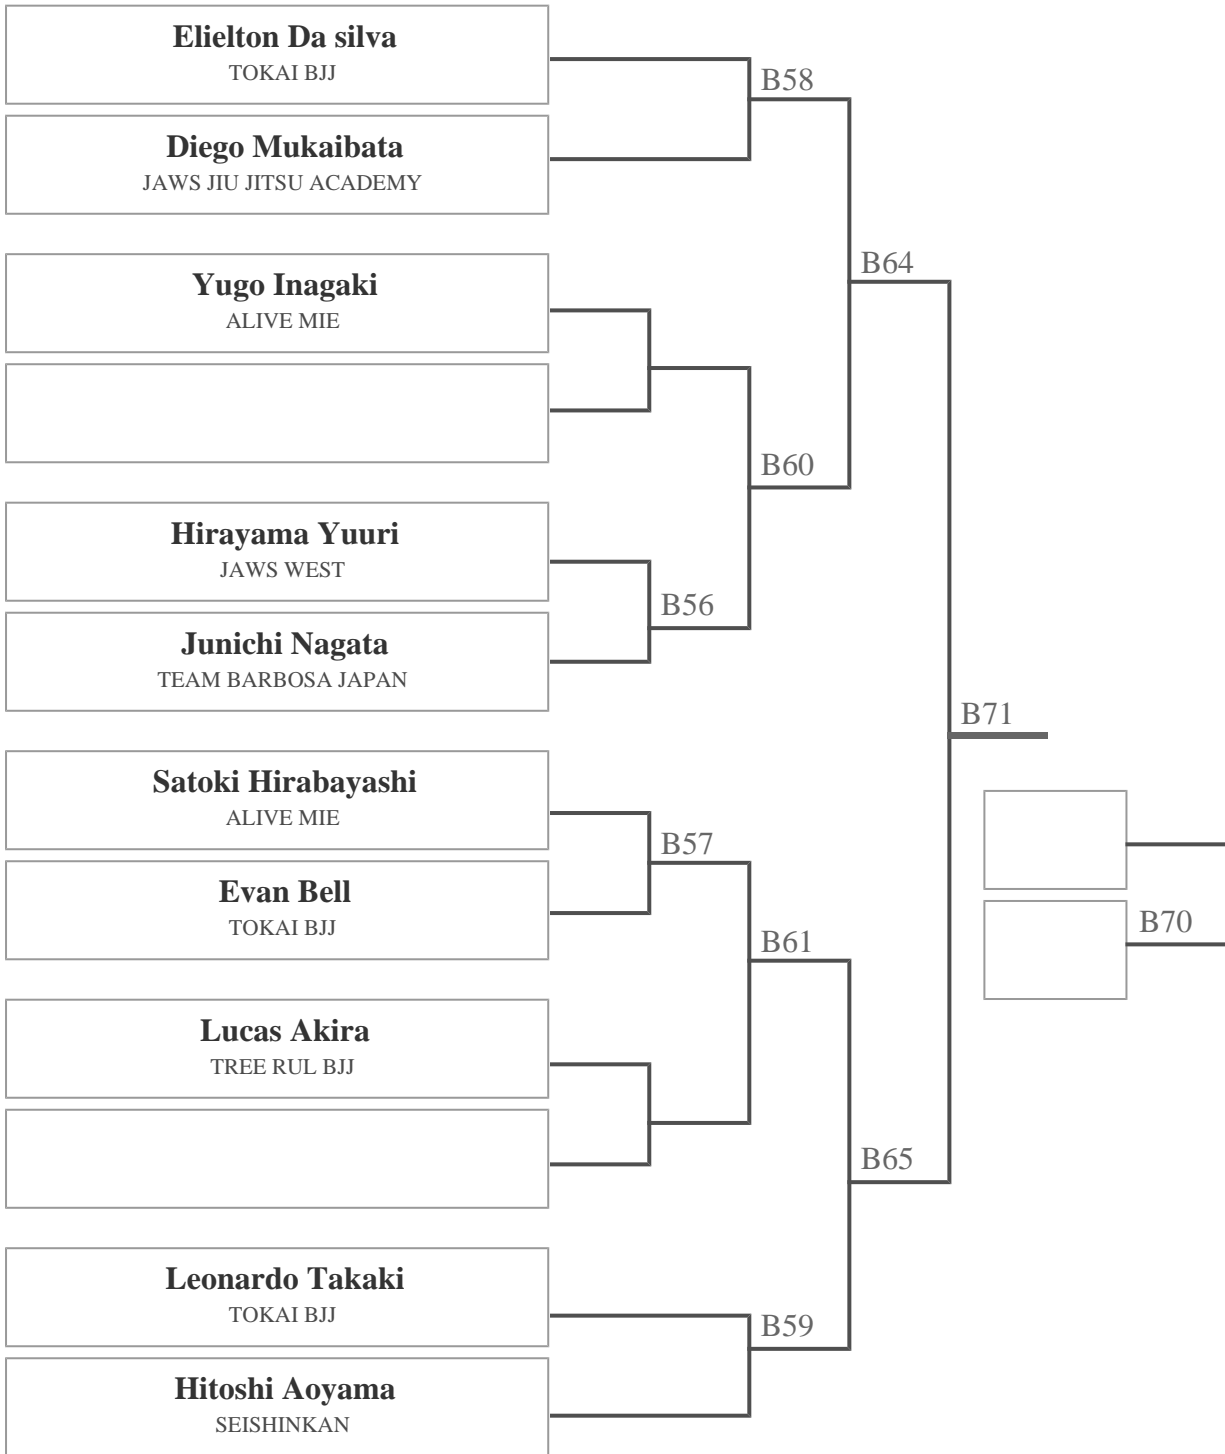 Elielton Da silva
TOKAI BJJ
B58
Diego Mukaibata
JAWS JIU JITSU ACADEMY
Yugo Inagaki
ALIVE MIE
B64
B60
Hirayama Yuuri
JAWS WEST
B56
Junichi Nagata
TEAM BARBOSA JAPAN
B71
Satoki Hirabayashi
ALIVE MIE
B57
Evan Bell
TOKAI BJJ
B61
B70
Lucas Akira
TREE RUL BJJ
B65
Leonardo Takaki
TOKAI BJJ
B59
Hitoshi Aoyama
SEISHINKAN